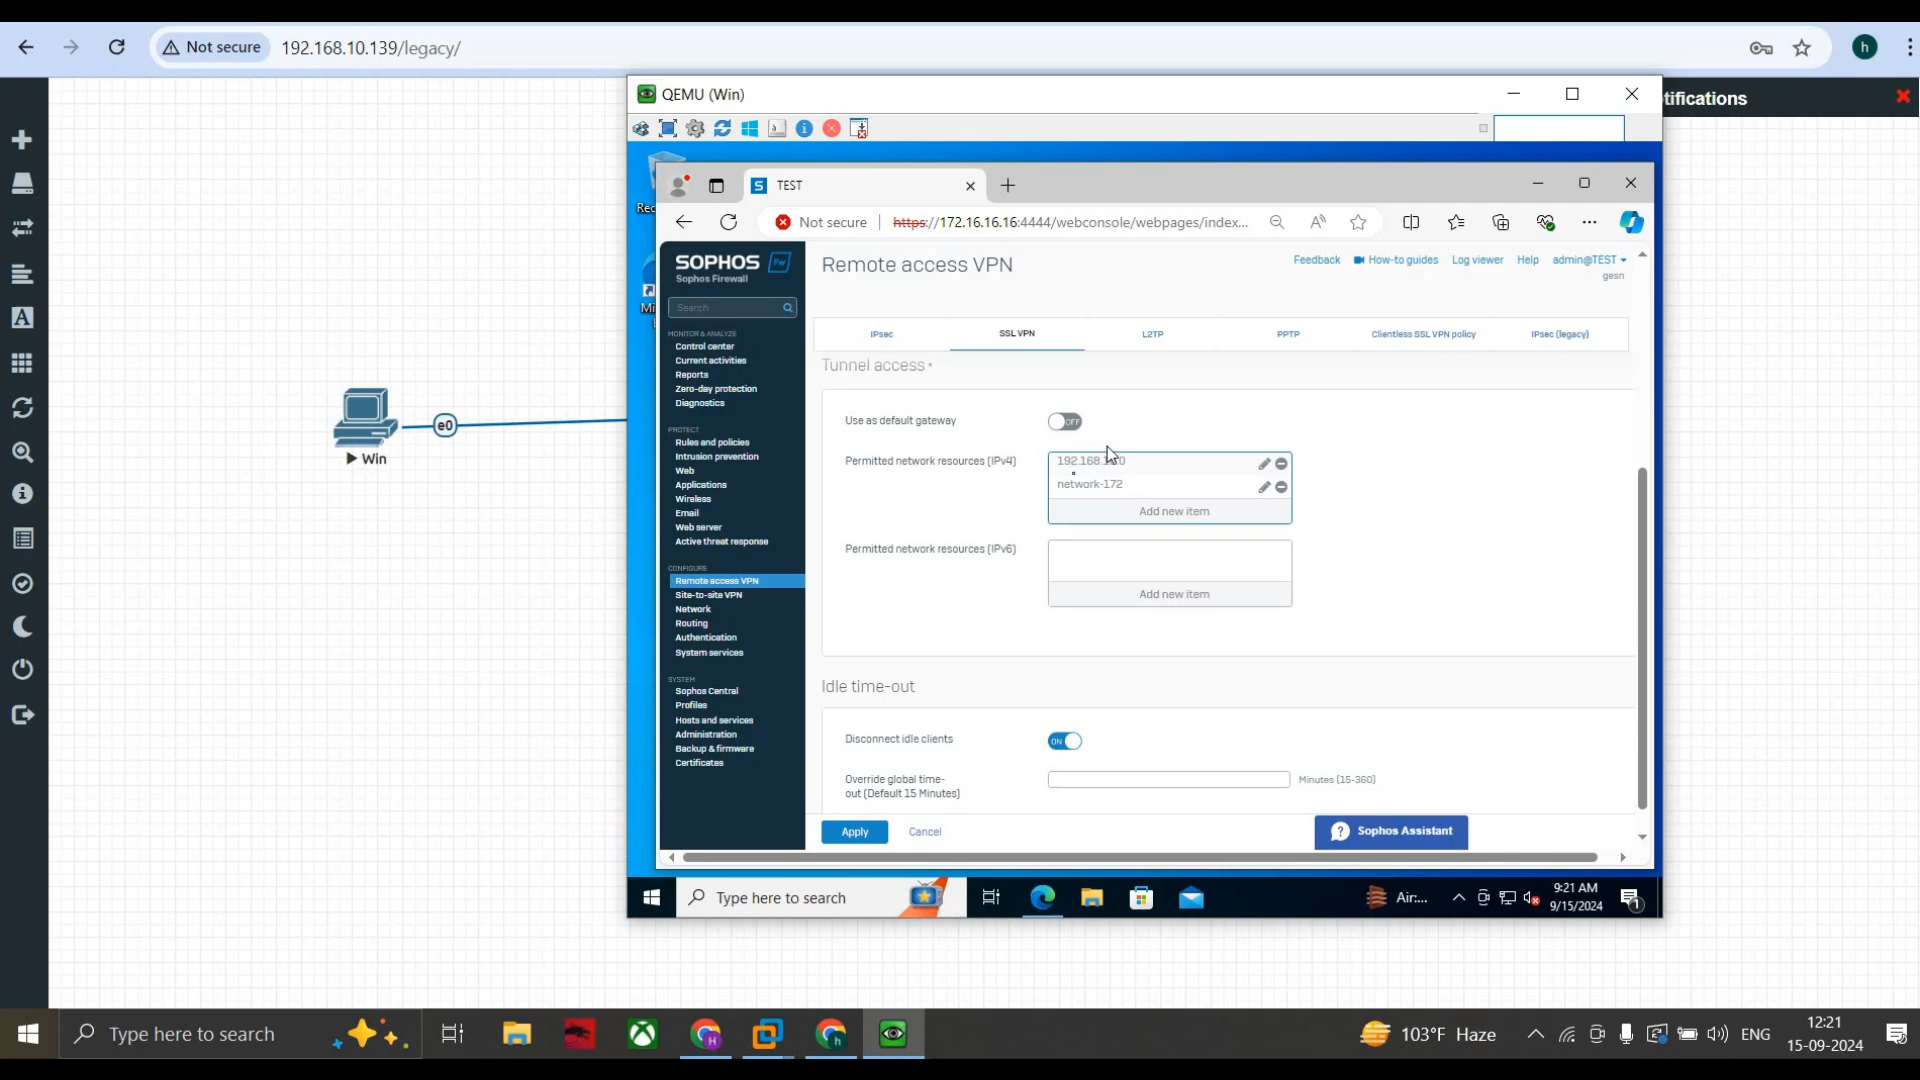 Not secure 192.168.10.139/legacy/ h
QEMU (Win)
tifications
TEST
Not secure https://172.16.16.16:4444/webconsole/webpages/index...
SOPHOS Fw
Sophos Firewall
Remote access VPN
Feedback How-to guides Log viewer Help admin@TEST
gesn
Search
IPsec SSL VPN L2TP PPTP Clientless SSL VPN policy IPsec (legacy)
MONITOR & ANALYZE
Control center
Current activities
Reports
Zero-day protection
Diagnostics
PROTECT
Rules and policies
Intrusion prevention
Web
Applications
Wireless
Email
Web server
Active threat response
CONFIGURE
Remote access VPN
Site-to-site VPN
Network
Routing
Authentication
System services
SYSTEM
Sophos Central
Profiles
Hosts and services
Administration
Backup & firmware
Certificates
Tunnel access *
Use as default gateway OFF
Permitted network resources (IPv4)
network-172
Add new item
Permitted network resources (IPv6)
Add new item
Idle time-out
Disconnect idle clients ON
Override global time-
out (Default 15 Minutes)
Minutes (15-360)
Apply Cancel
? Sophos Assistant
e0
Win
Type here to search
Air:...
9:21 AM
9/15/2024
1
Type here to search
103°F Haze
ENG
12:21
15-09-2024